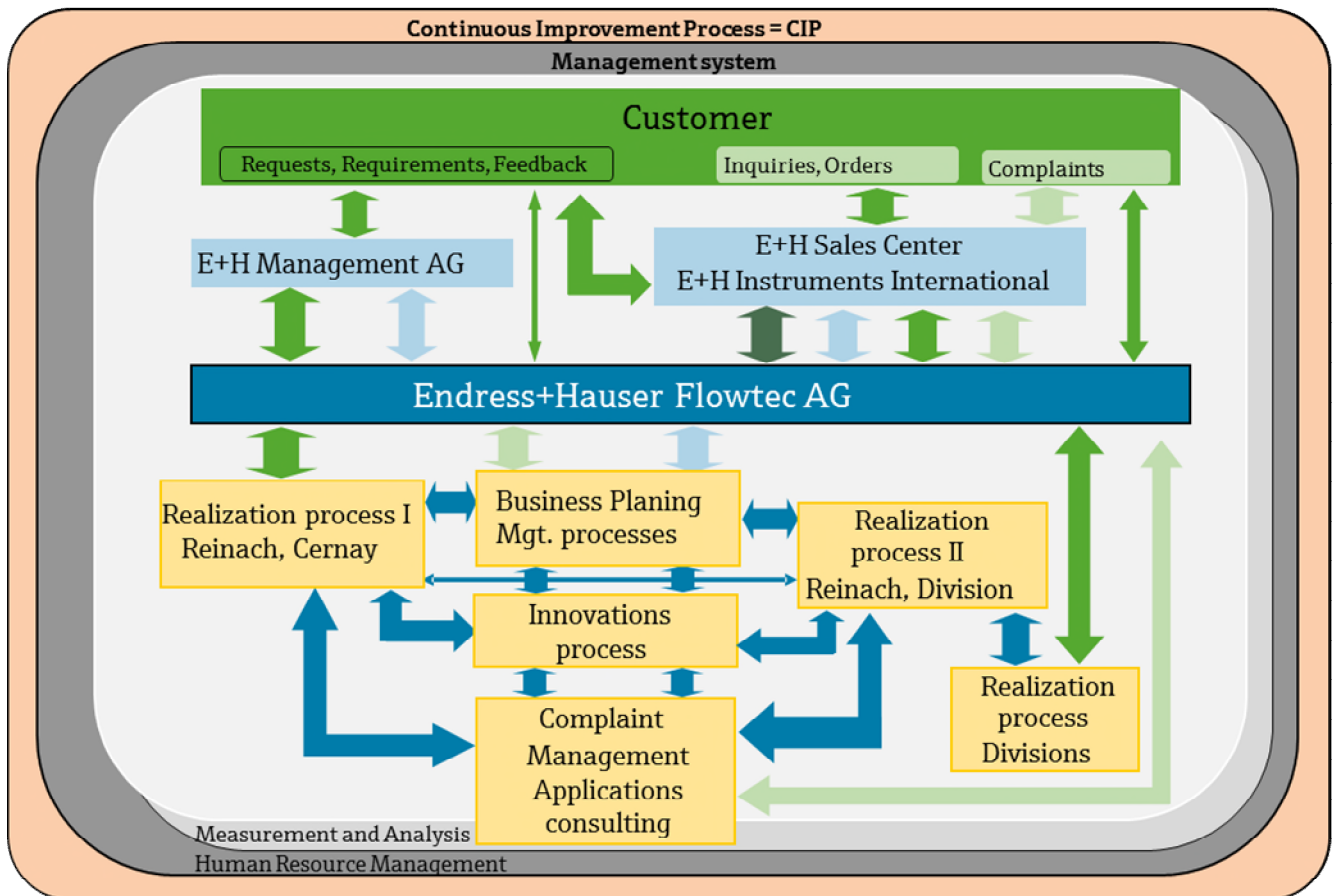 Continuous Improvement Process = CIP
Management system
Customer
Requests, Requirements, Feedback
Inquiries, Orders
Complaints
E+H Management AG
E+H Sales Center
E+H Instruments International
Endress+Hauser Flowtec AG
Realization process I
Reinach, Cernay
Business Planing
Mgt. processes
Realization
process II
Reinach, Division
Innovations
process
Realization
process
Divisions
Complaint
Management
Applications
consulting
Measurement and Analysis
Human Resource Management